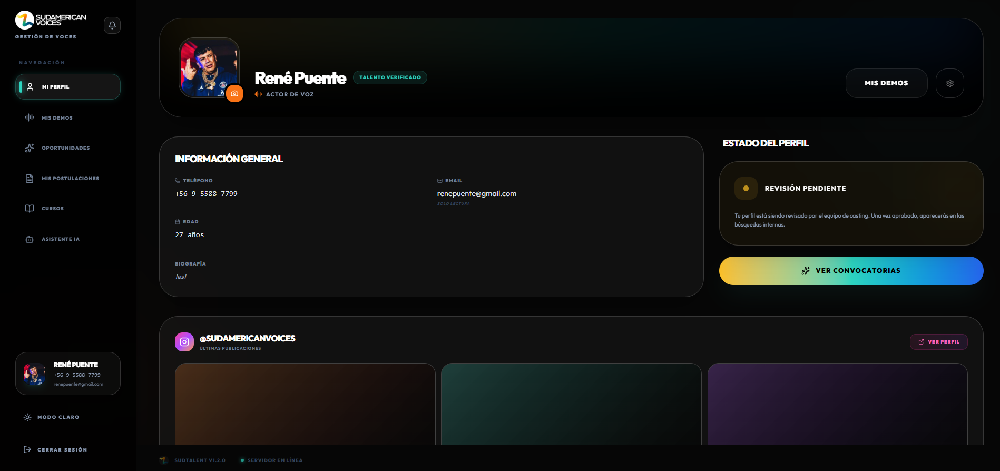 SUDAMERICAN
VOICES
GESTIÓN DE VOCES
NAVEGACIÓN
MI PERFIL
MIS DEMOS
OPORTUNIDADES
MIS POSTULACIONES
CURSOS
ASISTENTE IA
RENÉ PUENTE
+56 9 5588 7799
renepuente@gmail.com
MODO CLARO
CERRAR SESIÓN
René Puente
TALENTO VERIFICADO
ACTOR DE VOZ
MIS DEMOS
INFORMACIÓN GENERAL
TELÉFONO
+56 9 5588 7799
EMAIL
renepuente@gmail.com
SOLO LECTURA
EDAD
27 años
BIOGRAFÍA
test
ESTADO DEL PERFIL
REVISIÓN PENDIENTE
Tu perfil está siendo revisado por el equipo de casting. Una vez aprobado, aparecerás en las
búsquedas internas.
VER CONVOCATORIAS
@SUDAMERICANVOICES
ÚLTIMAS PUBLICACIONES
VER PERFIL
SUDTALENT V1.2.0
SERVIDOR EN LÍNEA